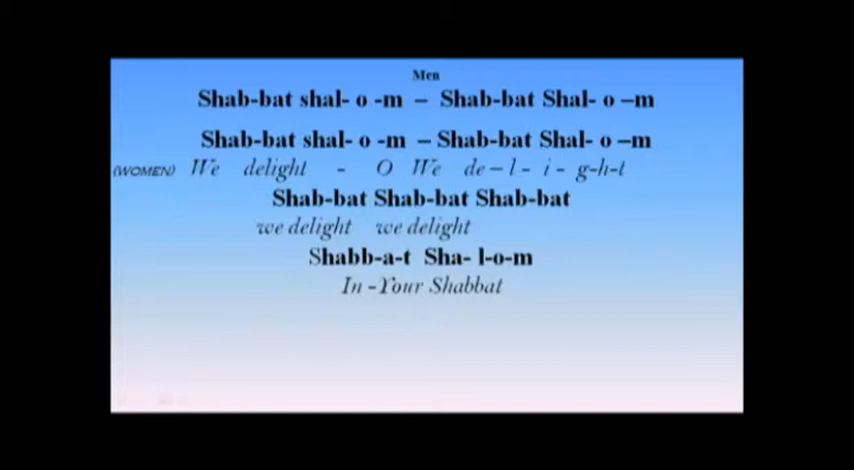 Men
Shab-bat shal- o -m – Shab-bat Shal- o –m
Shab-bat shal- o -m – Shab-bat Shal- o –m
(WOMEN) We delight - O We de – l - i - g-h-t
Shab-bat Shab-bat Shab-bat
we delight we delight
Shabb-a-t Sha- l-o-m
In -Your Shabbat